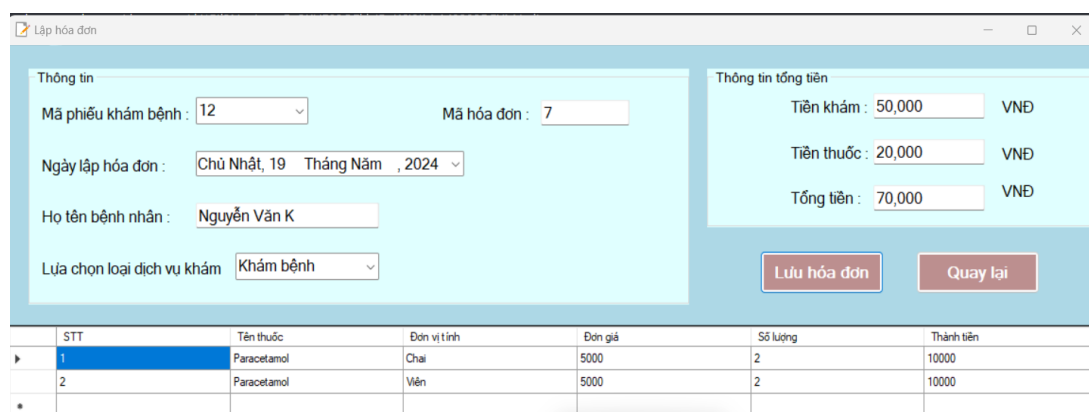 Lập hóa đơn
Thông tin
Mã phiếu khám bệnh : 12
Mã hóa đơn : 7
Ngày lập hóa đơn : Chủ Nhật, 19 Tháng Năm , 2024
Họ tên bệnh nhân : Nguyễn Văn K
Lựa chọn loại dịch vụ khám Khám bệnh
Thông tin tổng tiền
Tiền khám : 50,000 VNĐ
Tiền thuốc : 20,000 VNĐ
Tổng tiền : 70,000 VNĐ
Lưu hóa đơn Quay lại
STT Tên thuốc Đơn vị tính Đơn giá Số lượng Thành tiền
1 Paracetamol Chai 5000 2 10000
2 Paracetamol Viên 5000 2 10000